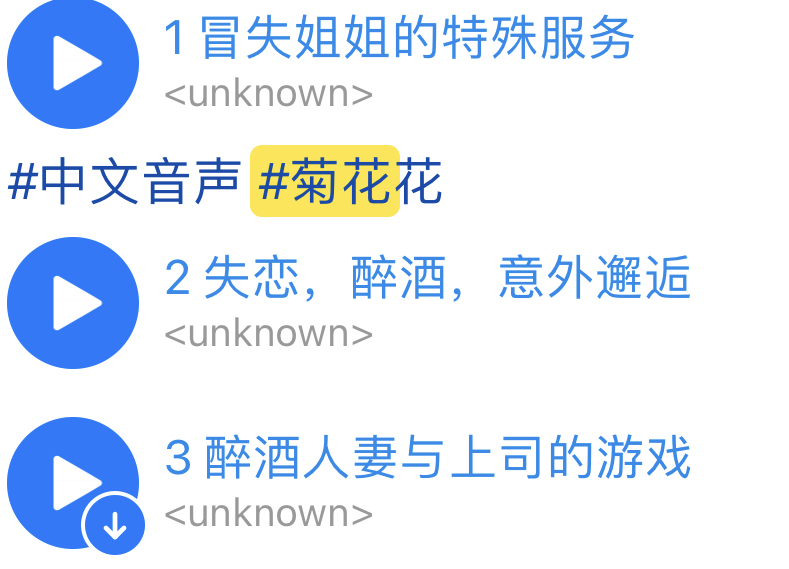 1 冒失姐姐的特殊服务
<unknown>
#中文音声 #菊花花
2 失恋，醉酒，意外邂逅
<unknown>
3 醉酒人妻与上司的游戏
<unknown>